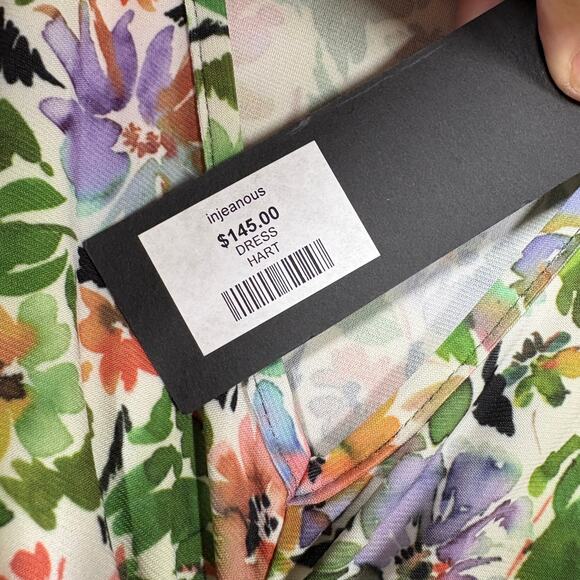 injeanous
$145.00
DRESS
HART